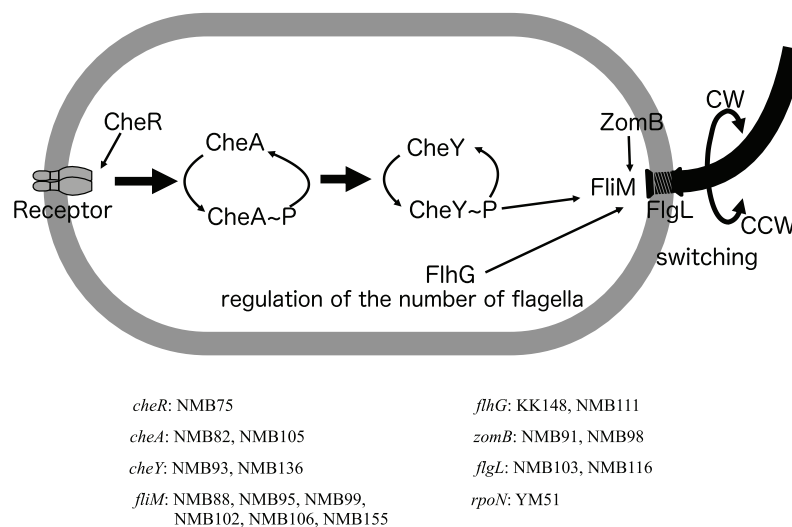 CheR
ZomB
CW
CheA
CheY
Receptor
CheA~P
CheY~P
FliM
FlgL
CCW
switching
FlhG
regulation of the number of flagella
cheR: NMB75
cheA: NMB82, NMB105
cheY: NMB93, NMB136
fliM: NMB88, NMB95, NMB99,
NMB102, NMB106, NMB155
flhG: KK148, NMB111
zomB: NMB91, NMB98
flgL: NMB103, NMB116
rpoN: YM51